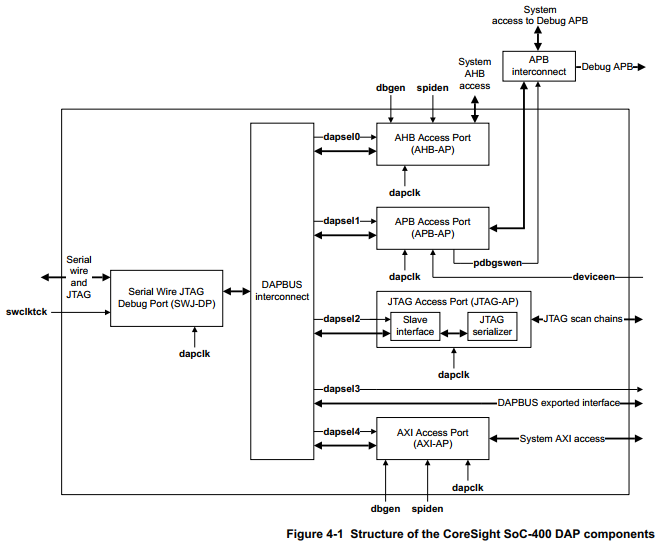 System
access to Debug APB
System
AHB
access
APB
interconnect
Debug APB
dbgen
spiden
dapsel0
AHB Access Port
(AHB-AP)
dapclk
dapsel1
APB Access Port
(APB-AP)
pdbgswen
dapclk
deviceen
Serial
wire
and
JTAG
Serial Wire JTAG
Debug Port (SWJ-DP)
DAPBUS
interconnect
swclktck
dapclk
JTAG Access Port (JTAG-AP)
dapsel2
Slave
interface
JTAG
serializer
JTAG scan chains
dapclk
dapsel3
DAPBUS exported interface
dapsel4
AXI Access Port
(AXI-AP)
System AXI access
dapclk
dbgen
spiden
Figure 4-1 Structure of the CoreSight SoC-400 DAP components